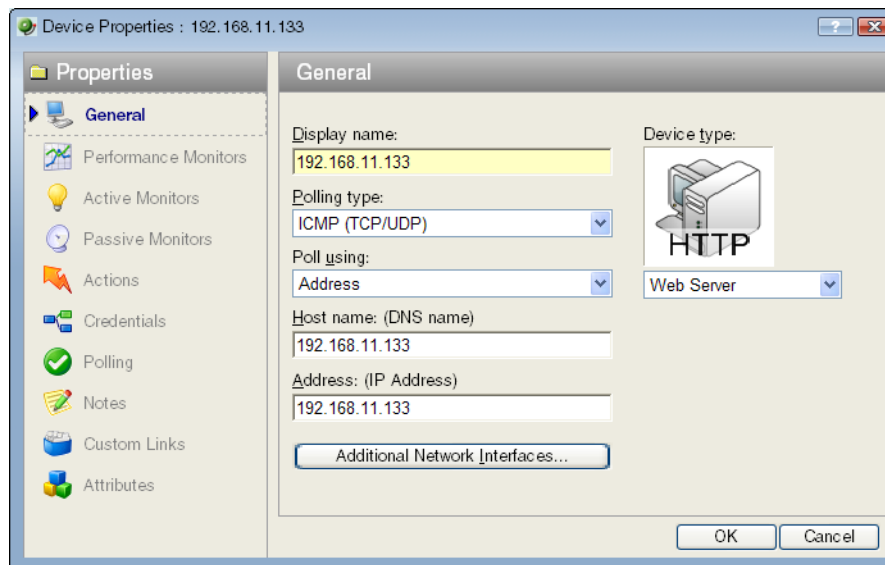 Device Properties : 192.168.11.133
Properties
General
Performance Monitors
Active Monitors
Passive Monitors
Actions
Credentials
Polling
Notes
Custom Links
Attributes
General
Display name:
192.168.11.133
Polling type:
ICMP (TCP/UDP)
Poll using:
Address
Host name: (DNS name)
192.168.11.133
Address: (IP Address)
192.168.11.133
Additional Network Interfaces...
Device type:
HTTP
Web Server
OK
Cancel